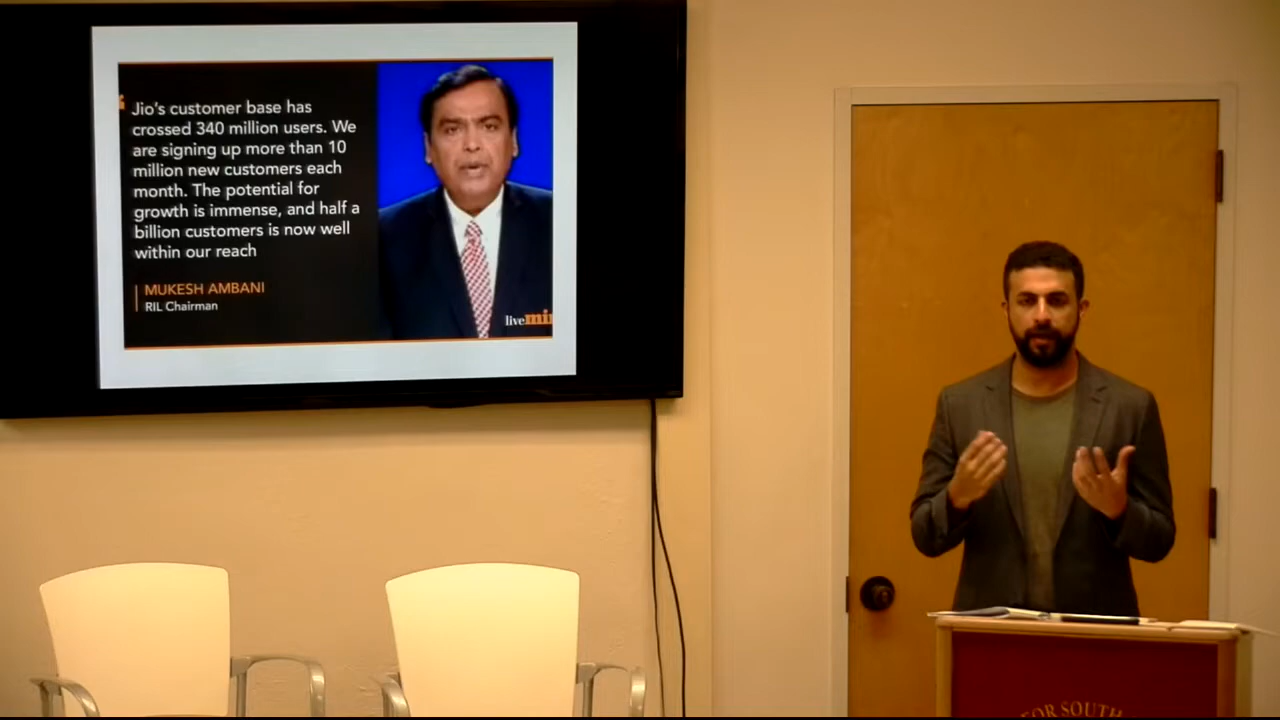 Jio's customer base has
crossed 340 million users. We
are signing up more than 10
million new customers each
month. The potential for
growth is immense, and half a
billion customers is now well
within our reach
MUKESH AMBANI
RIL Chairman
livemi
FOR SOUTH